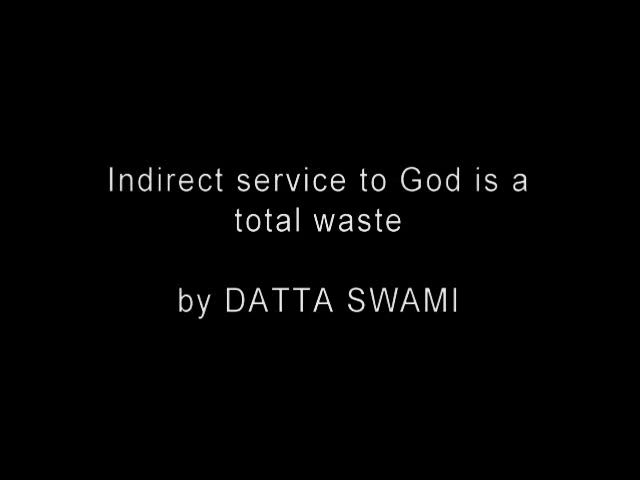 Indirect service to God is a
total waste
by DATTA SWAMI